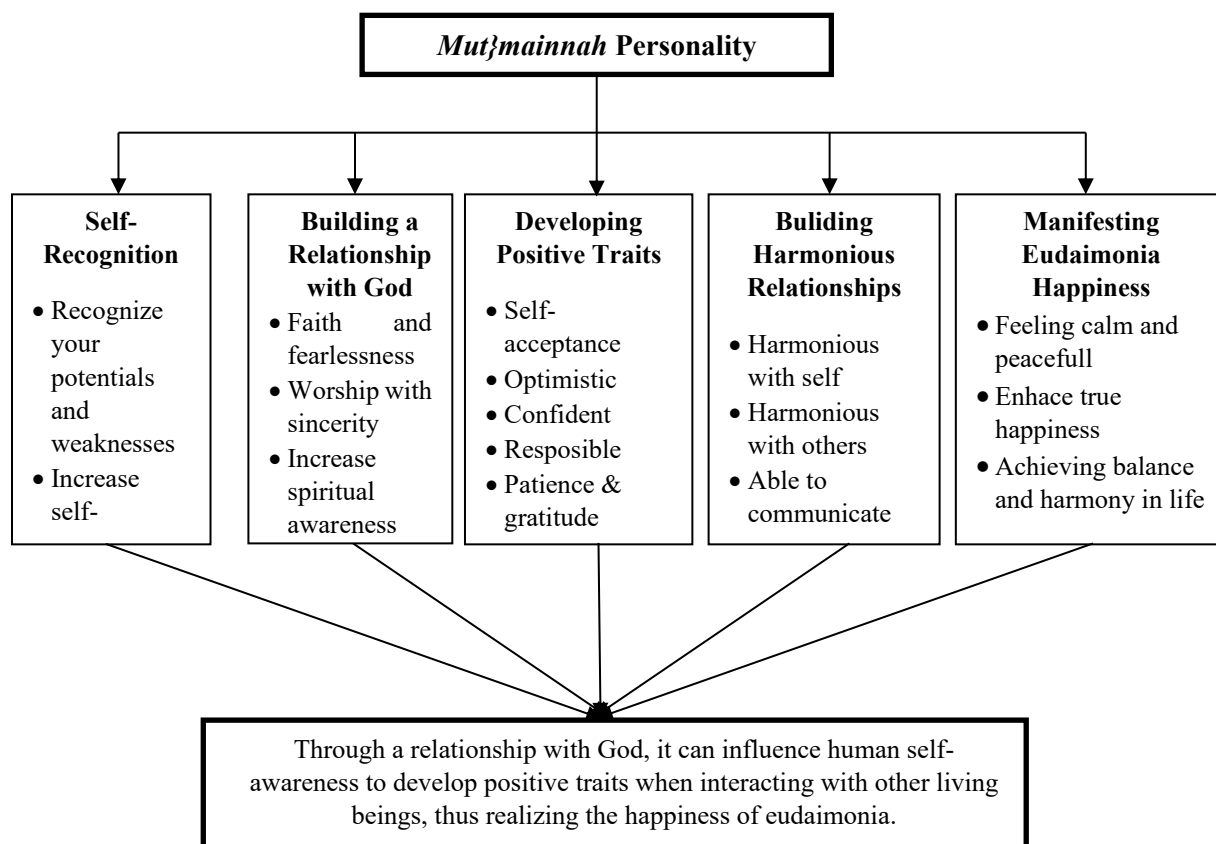 Mut}mainnah Personality
Self-
Recognition
• Recognize
your
potentials
and
weaknesses
• Increase
self-
Building a
Relationship
with God
• Faith and
fearlessness
• Worship with
sincerity
• Increase
spiritual
awareness
Developing
Positive Traits
• Self-
acceptance
• Optimistic
• Confident
• Resposible
• Patience &
gratitude
Buliding
Harmonious
Relationships
• Harmonious
with self
• Harmonious
with others
• Able to
communicate
Manifesting
Eudaimonia
Happiness
• Feeling calm and
peacefull
• Enhace true
happiness
• Achieving balance
and harmony in life
Through a relationship with God, it can influence human self-
awareness to develop positive traits when interacting with other living
beings, thus realizing the happiness of eudaimonia.